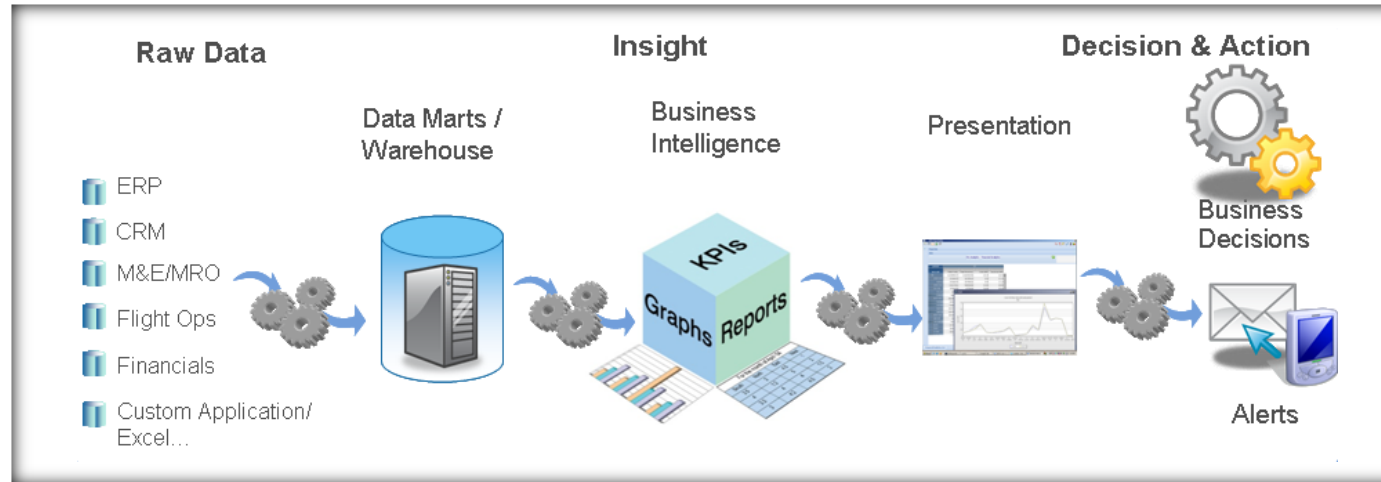 Raw Data
Insight
Decision & Action
Data Marts /
Warehouse
Business
Intelligence
Presentation
ERP
CRM
M&E/MRO
Flight Ops
Financials
Custom Application/
Excel...
KPIs
Graphs
Reports
Business
Decisions
Alerts